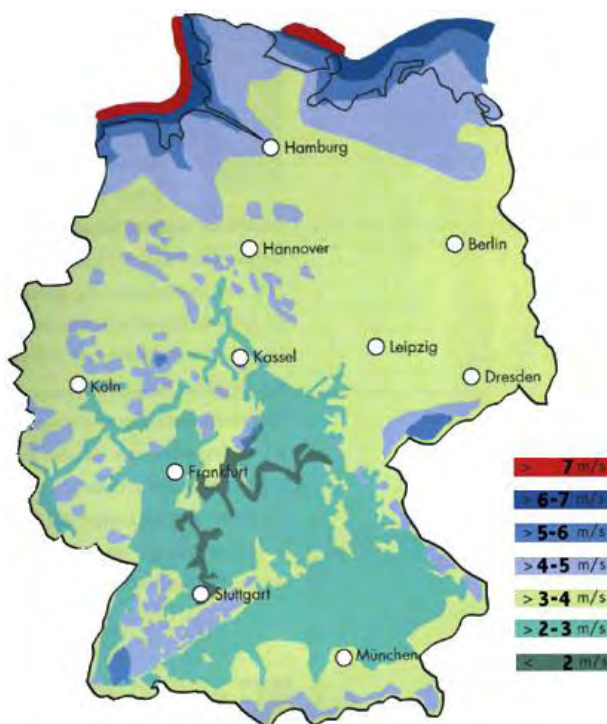 Hamburg
Hannover
Berlin
Kassel
Leipzig
Köln
Dresden
> 7 m/s
Frankfurt
> 6-7 m/s
> 5-6 m/s
> 4-5 m/s
Stuttgart
> 3-4 m/s
> 2-3 m/s
München
< 2 m/s